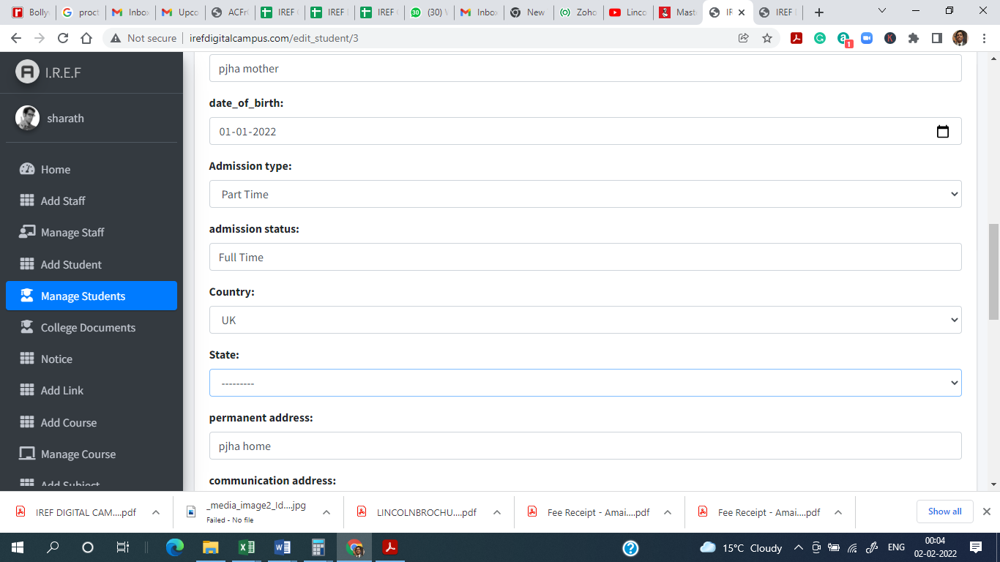 Bolly
proct
Inbox
Upco
ACFr
IREF
IREF
IREF
(30)
Inbox
New
Zoho
Linco
Mast
IREF
Not secure
irefdigitalcampus.com/edit_student/3
1
I.R.E.F
sharath
Home
Add Staff
Manage Staff
Add Student
Manage Students
College Documents
Notice
Add Link
Add Course
Manage Course
Add Subject
pjha mother
date_of_birth:
01-01-2022
Admission type:
Part Time
admission status:
Full Time
Country:
UK
State:
---------
permanent address:
pjha home
communication address:
IREF DIGITAL CAM....pdf
_media_image2_Id....jpg
Failed - No file
LINCOLNBROCHU....pdf
Fee Receipt - Amai....pdf
Fee Receipt - Amai....pdf
Show all
15°C Cloudy
ENG
00:04
02-02-2022